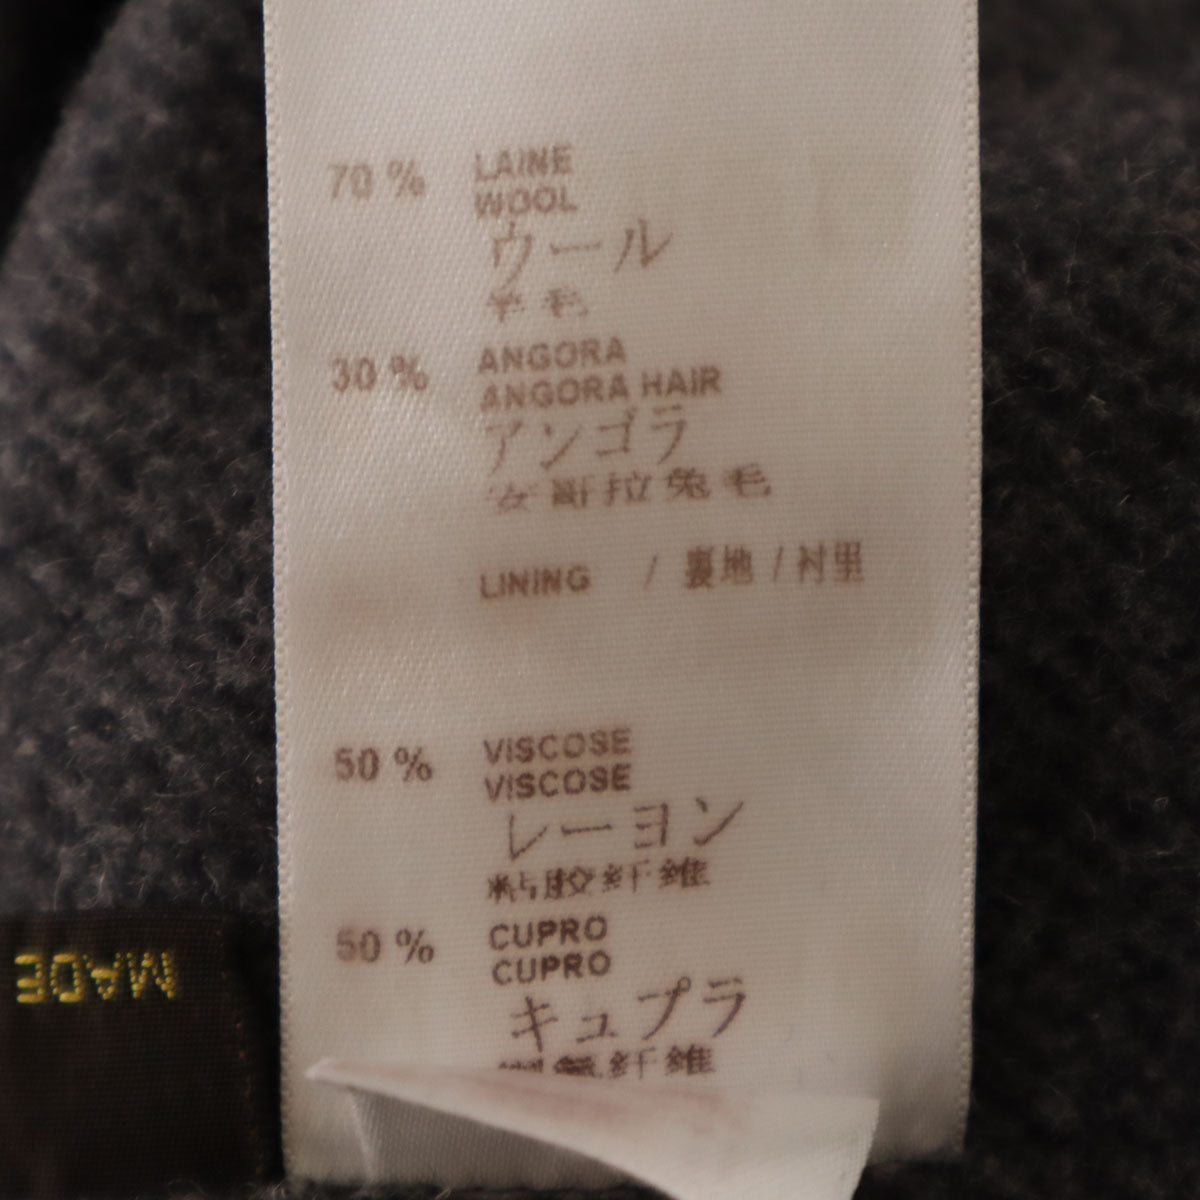 70 % LAINE
WOOL
ウール
羊毛
30 % ANGORA
ANGORA HAIR
アンゴラ
安哥拉兔毛
LINING / 裏地 / 衬里
50 % VISCOSE
VISCOSE
レーヨン
粘胶纤维
50 % CUPRO
CUPRO
キュプラ
纤维
MADE